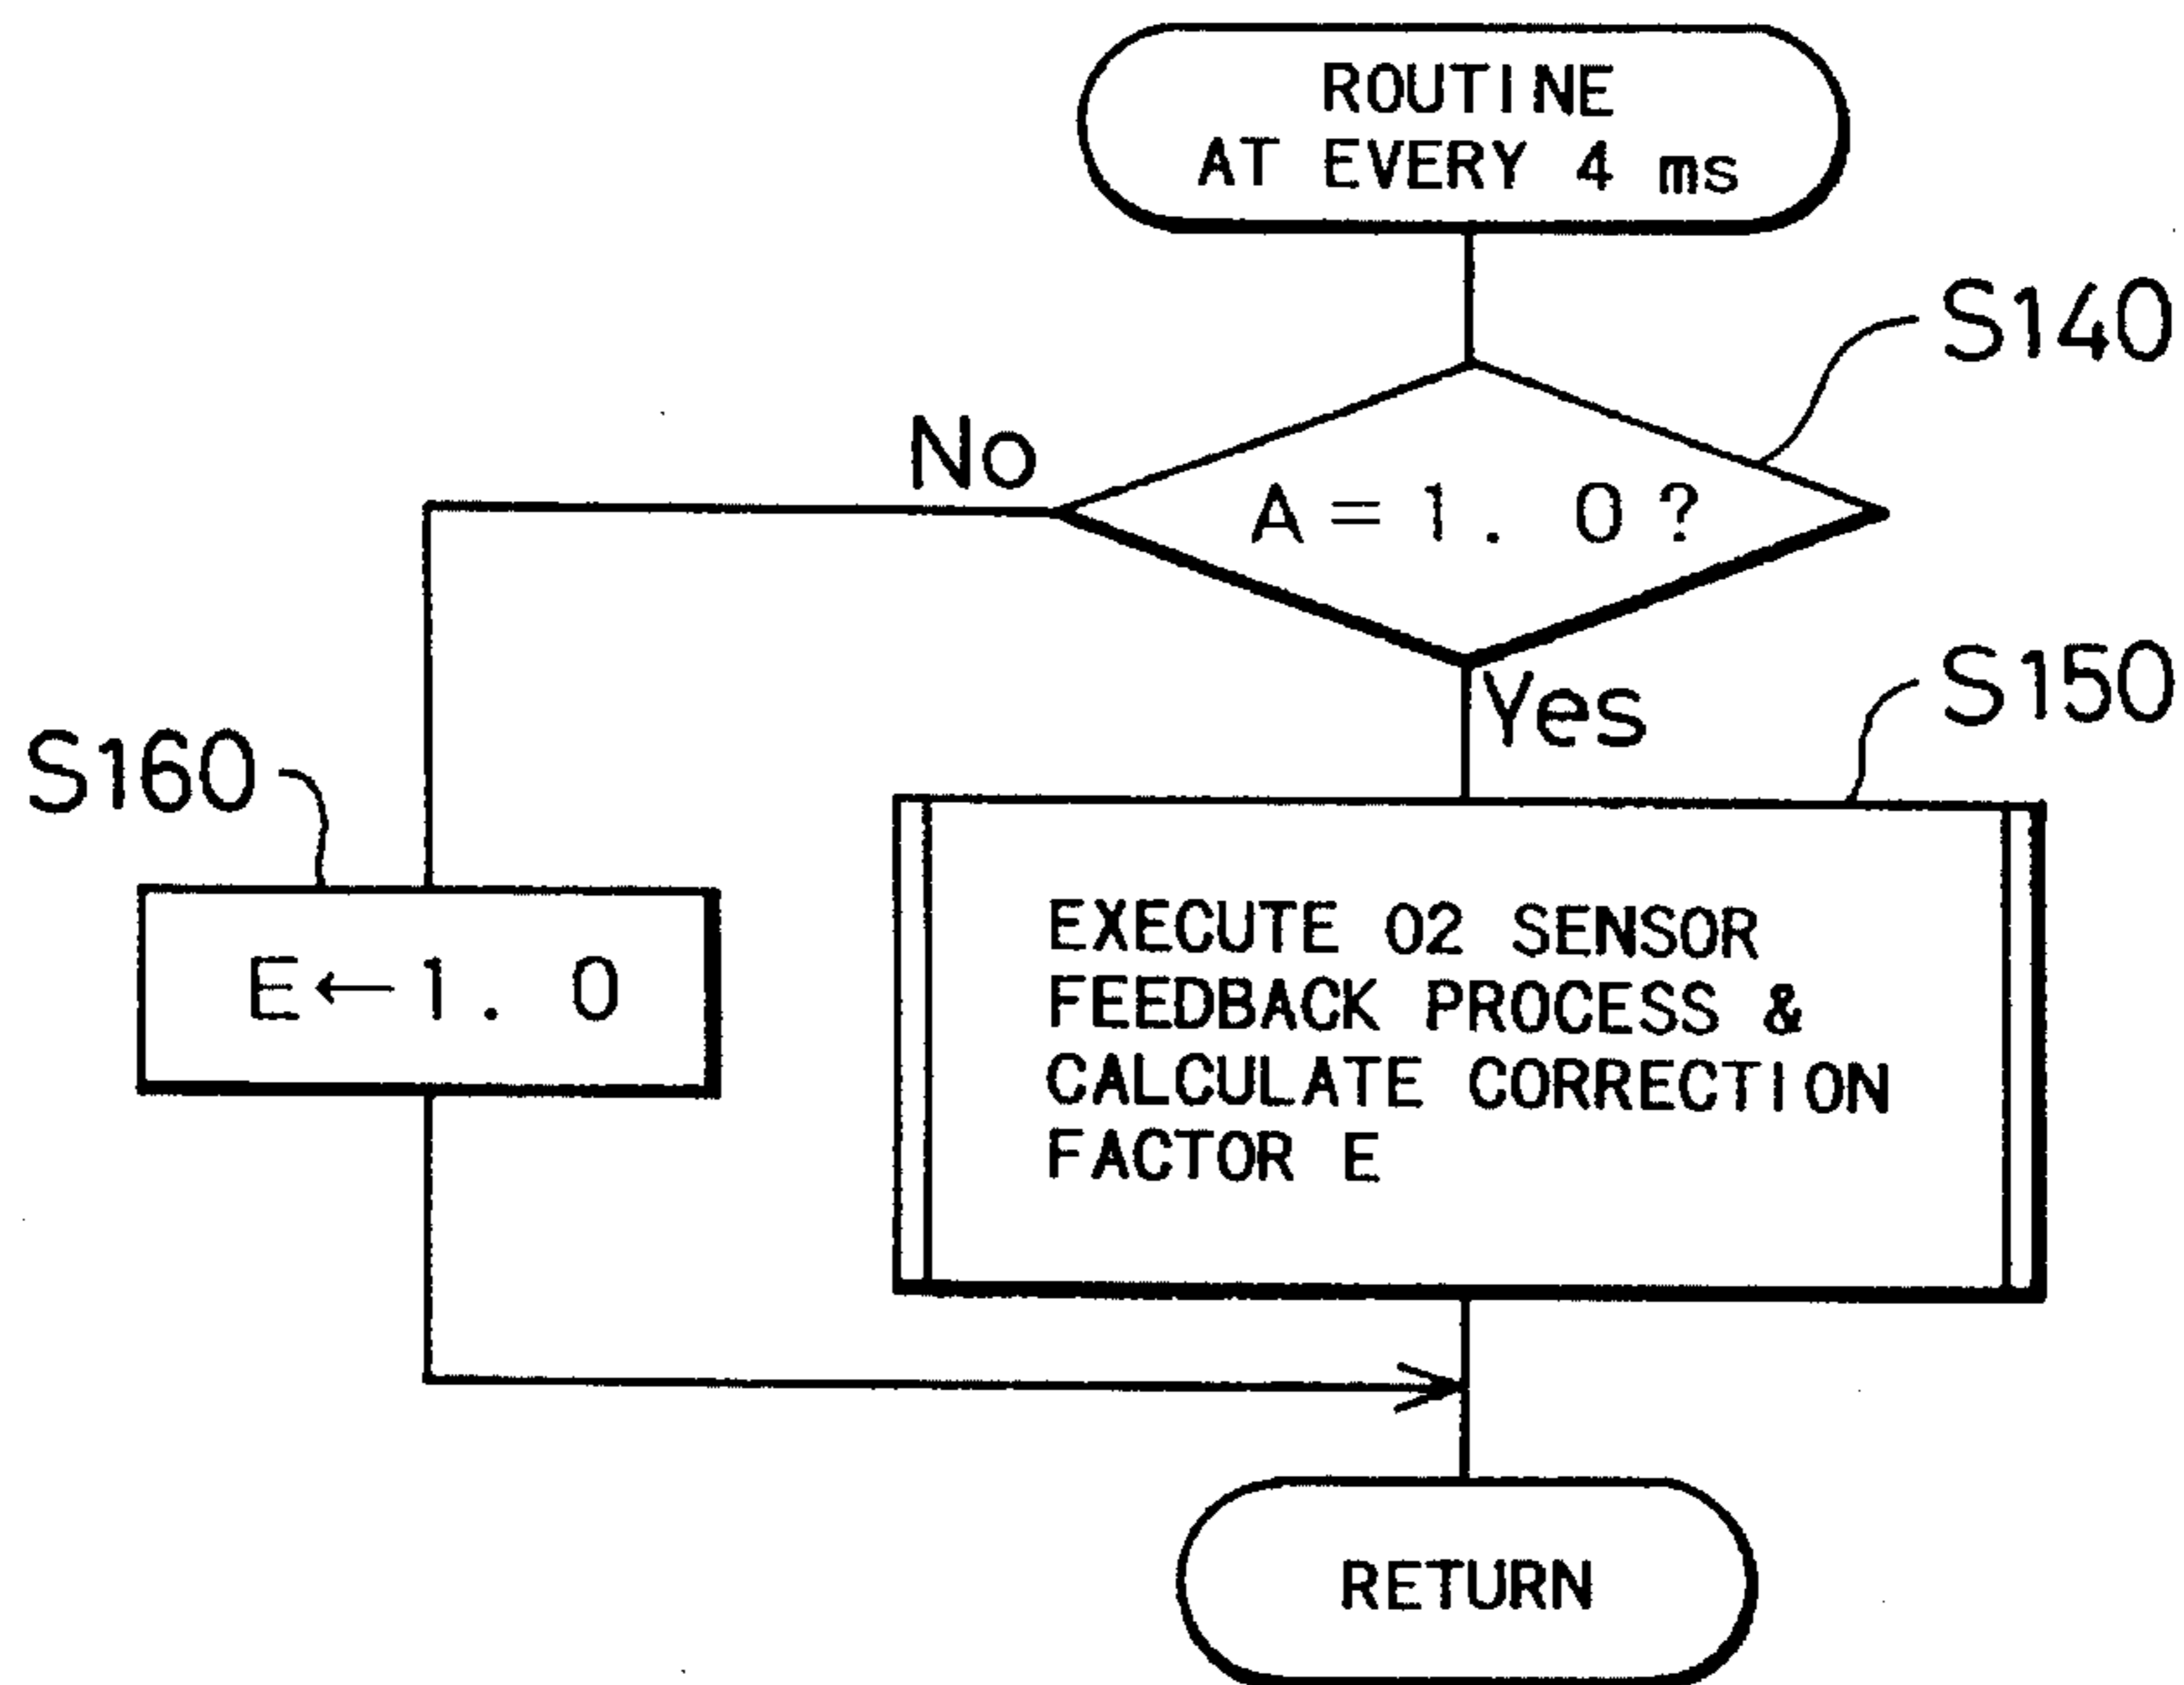 ROUTINE
AT EVERY 4 ms
S140
No
A=1. 0?
Yes
S150
S160
E←1. 0
EXECUTE O2 SENSOR
FEEDBACK PROCESS &
CALCULATE CORRECTION
FACTOR E
RETURN